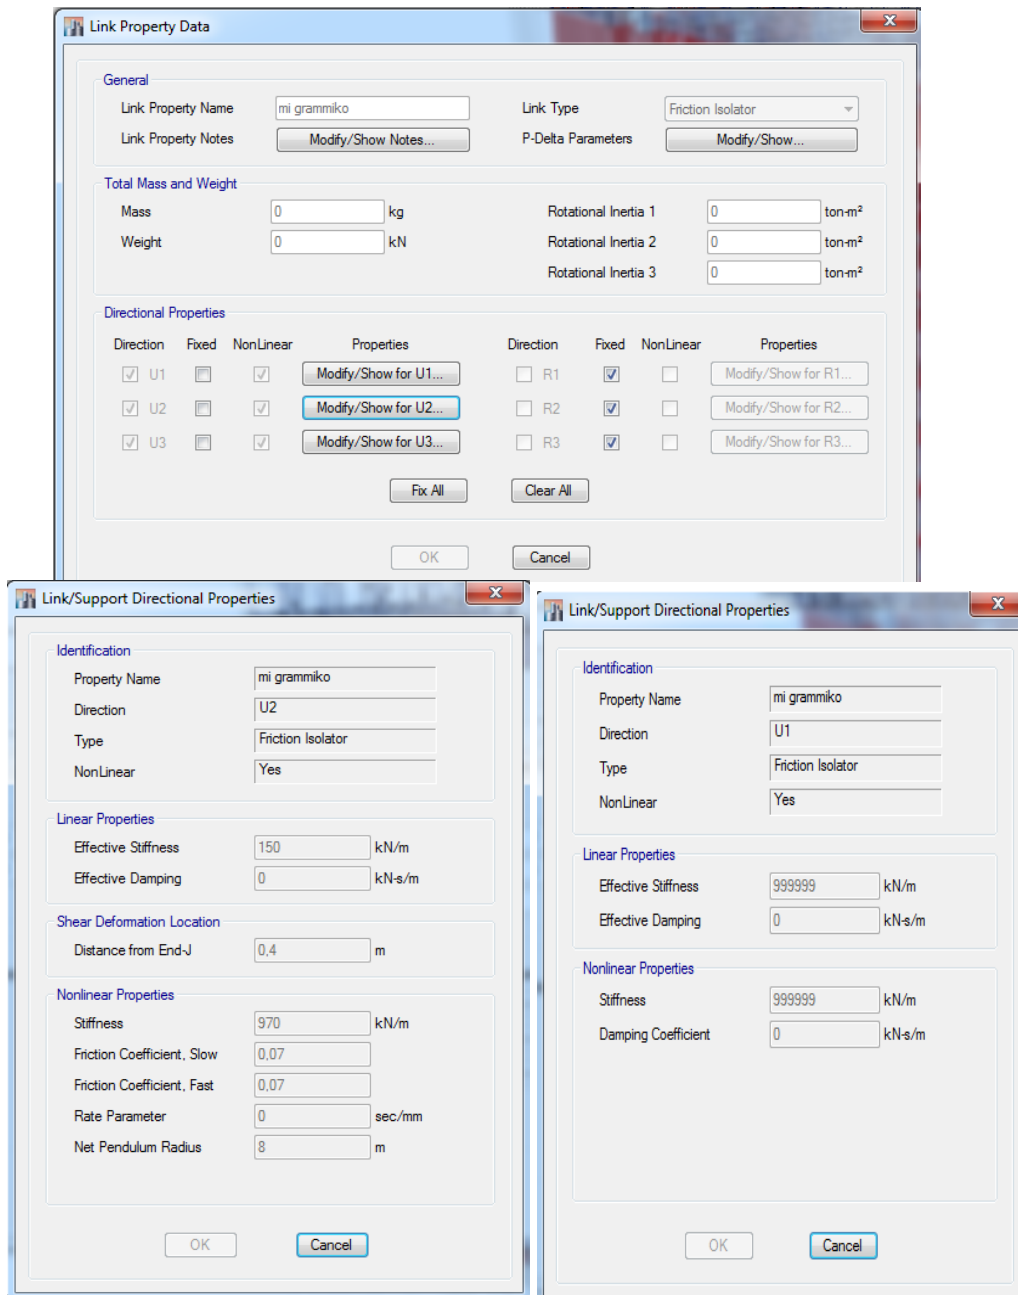 Link Property Data
General
Link Property Name mi grammiko Link Type Friction Isolator
Link Property Notes Modify/Show Notes... P-Delta Parameters Modify/Show...
Total Mass and Weight
Mass 0 kg Rotational Inertia 1 0 ton-m²
Weight 0 kN Rotational Inertia 2 0 ton-m²
Rotational Inertia 3 0 ton-m²
Directional Properties
Direction Fixed NonLinear Properties Direction Fixed NonLinear Properties
U1 Modify/Show for U1... R1 Modify/Show for R1...
U2 Modify/Show for U2... R2 Modify/Show for R2...
U3 Modify/Show for U3... R3 Modify/Show for R3...
Fix All Clear All
OK Cancel
Link/Support Directional Properties
Identification
Property Name mi grammiko
Direction U2
Type Friction Isolator
NonLinear Yes
Linear Properties
Effective Stiffness 150 kN/m
Effective Damping 0 kN-s/m
Shear Deformation Location
Distance from End-J 0,4 m
Nonlinear Properties
Stiffness 970 kN/m
Friction Coefficient, Slow 0,07
Friction Coefficient, Fast 0,07
Rate Parameter 0 sec/mm
Net Pendulum Radius 8 m
OK Cancel
Link/Support Directional Properties
Identification
Property Name mi grammiko
Direction U1
Type Friction Isolator
NonLinear Yes
Linear Properties
Effective Stiffness 999999 kN/m
Effective Damping 0 kN-s/m
Nonlinear Properties
Stiffness 999999 kN/m
Damping Coefficient 0 kN-s/m
OK Cancel